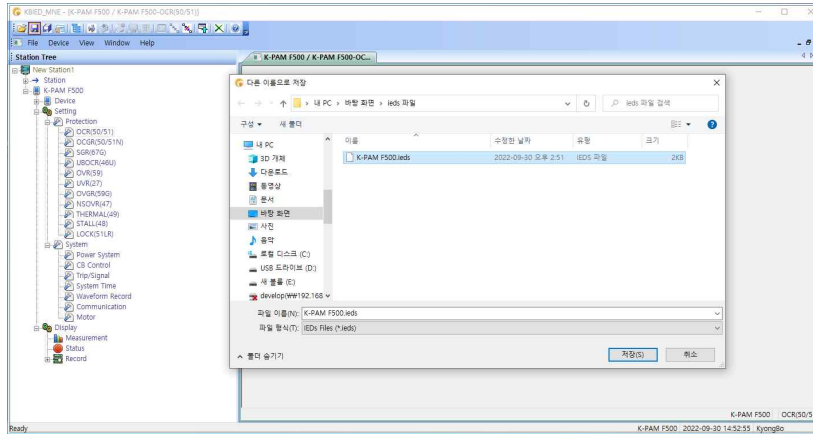 KBIED_MNE - [K-PAM F500 / K-PAM F500-OCR(50/51)]
File Device View Window Help
Station Tree
K-PAM F500 / K-PAM F500-OC...
New Station1
Station
K-PAM F500
Device
Setting
Protection
OCR(50/51)
OCGR(50/51N)
SGR(67G)
UBOCR(46U)
OVR(59)
UVR(27)
OVGR(59G)
NSOVR(47)
THERMAL(49)
STALL(48)
LOCK(51LR)
System
Power System
CB Control
Trip/Signal
System Time
Waveform Record
Communication
Motor
Display
Measurement
Status
Record
다른 이름으로 저장
내 PC > 바탕 화면 > ieds 파일
ieds 파일 검색
구성 새 폴더
내 PC
3D 개체
다운로드
동영상
문서
바탕 화면
사진
음악
로컬 디스크 (C:)
USB 드라이브 (D:)
새 볼륨 (E:)
develop(₩₩192.168
이름 수정한 날짜 유형 크기
K-PAM F500.ieds 2022-09-30 오후 2:51 IEDS 파일 2KB
파일 이름(N): K-PAM F500.ieds
파일 형식(T): IEDs Files (*.ieds)
폴더 숨기기
저장(S) 취소
K-PAM F500 OCR(50/5
Ready
K-PAM F500 2022-09-30 14:52:55 KyongBo